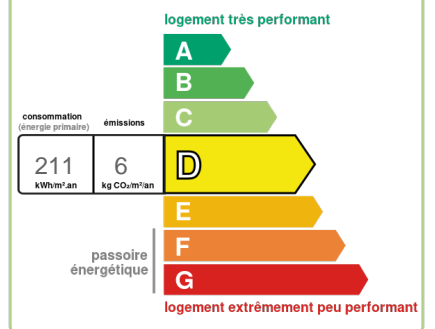 logement très performant
A
B
C
consommation
(énergie primaire)
émissions
211
6
kWh/m².an
kg CO₂/m²/an
D
E
F
G
passoire
énergétique
logement extrêmement peu performant